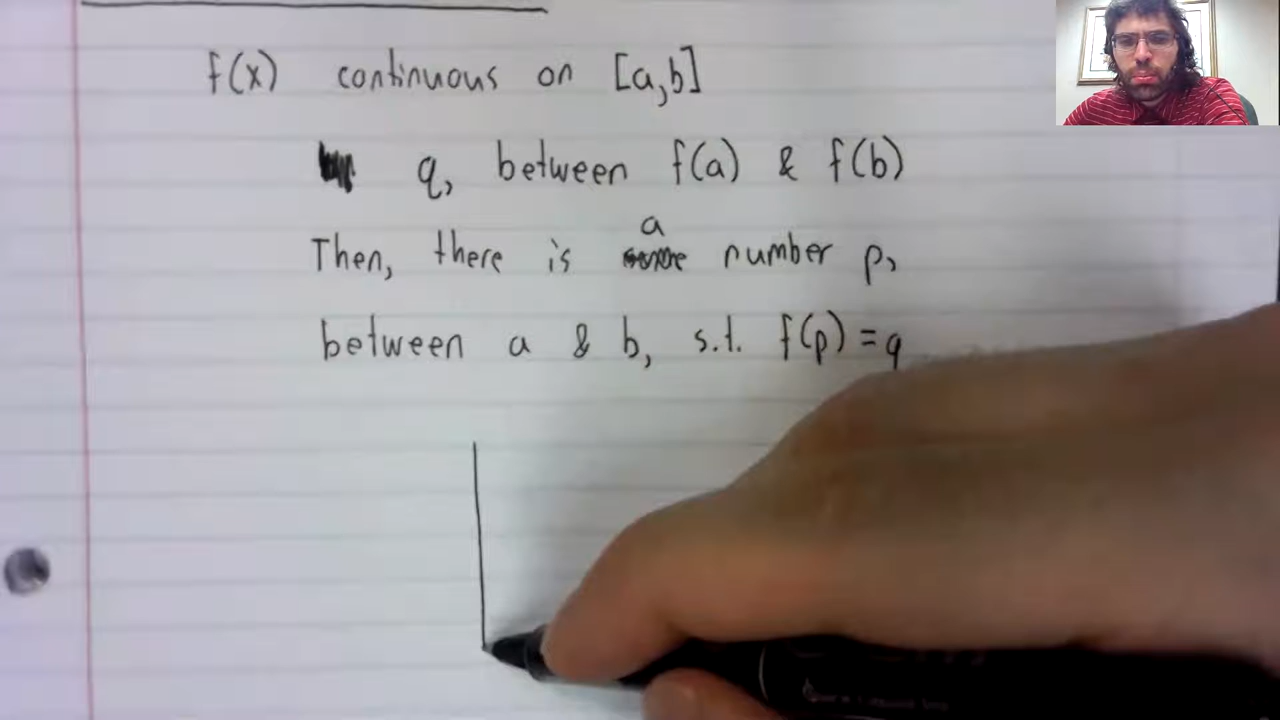 f(x) continuous on [a,b]
q, between f(a) & f(b)
Then, there is a number p,
between a & b, s.t. f(p) = q